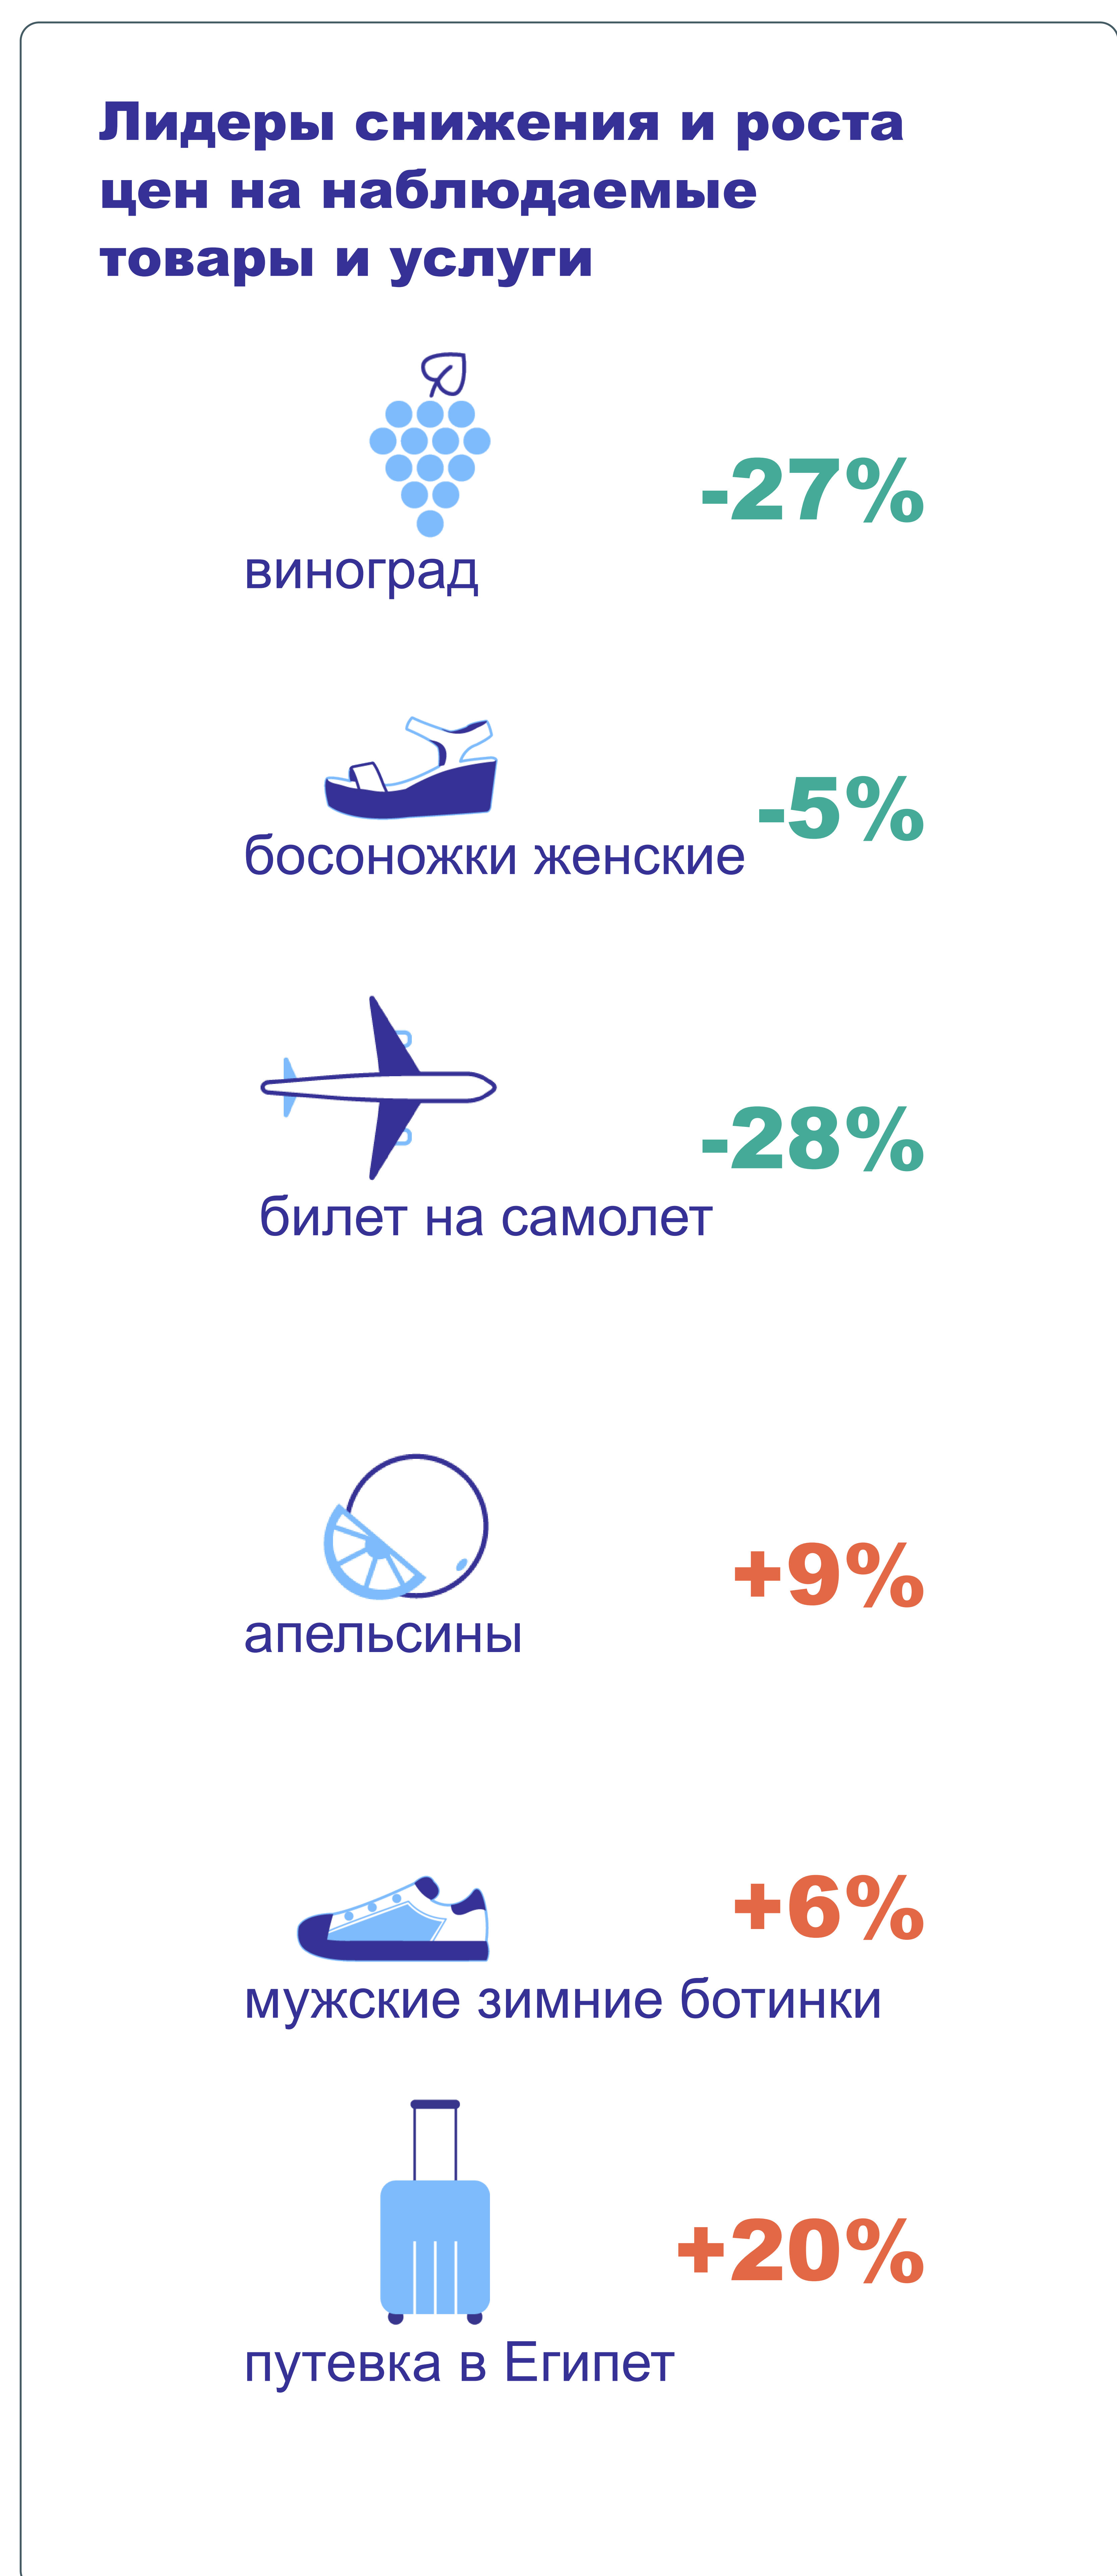 Лидеры снижения и роста
цен на наблюдаемые
товары и услуги
-27%
виноград
-5%
босоножки женские
-28%
билет на самолет
+9%
апельсины
+6%
мужские зимние ботинки
+20%
путевка в Египет